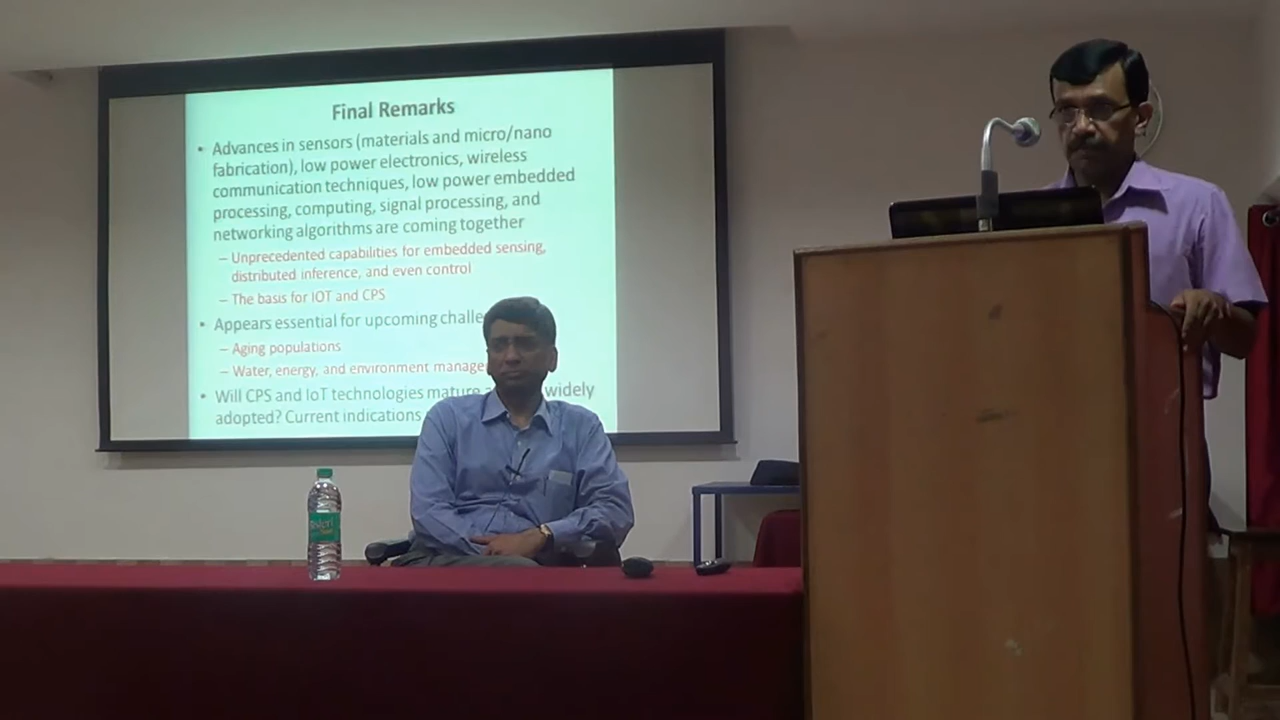 Final Remarks
• Advances in sensors (materials and micro/nano
fabrication), low power electronics, wireless
communication techniques, low power embedded
processing, computing, signal processing, and
networking algorithms are coming together
– Unprecedented capabilities for embedded sensing,
distributed inference, and even control
– The basis for IOT and CPS
• Appears essential for upcoming challe
– Aging populations
– Water, energy, and environment manage
• Will CPS and IoT technologies mature widely
adopted? Current indications